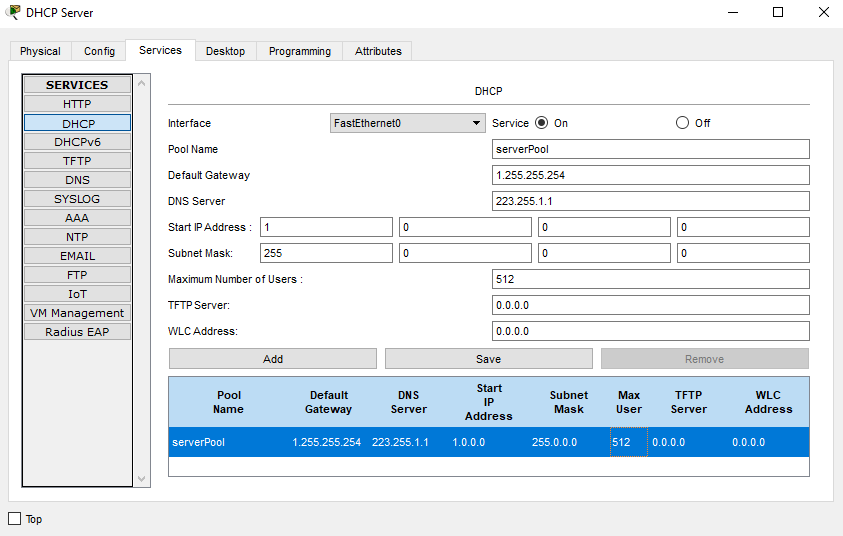 DHCP Server
Physical Config Services Desktop Programming Attributes
SERVICES
HTTP
DHCP
DHCPv6
TFTP
DNS
SYSLOG
AAA
NTP
EMAIL
FTP
IoT
VM Management
Radius EAP
DHCP
Interface FastEthernet0 Service On Off
Pool Name serverPool
Default Gateway 1.255.255.254
DNS Server 223.255.1.1
Start IP Address : 1 0 0 0
Subnet Mask: 255 0 0 0
Maximum Number of Users : 512
TFTP Server: 0.0.0.0
WLC Address: 0.0.0.0
Add Save Remove
Pool Name Default Gateway DNS Server Start IP Address Subnet Mask Max User TFTP Server WLC Address
serverPool 1.255.255.254 223.255.1.1 1.0.0.0 255.0.0.0 512 0.0.0.0 0.0.0.0
Top